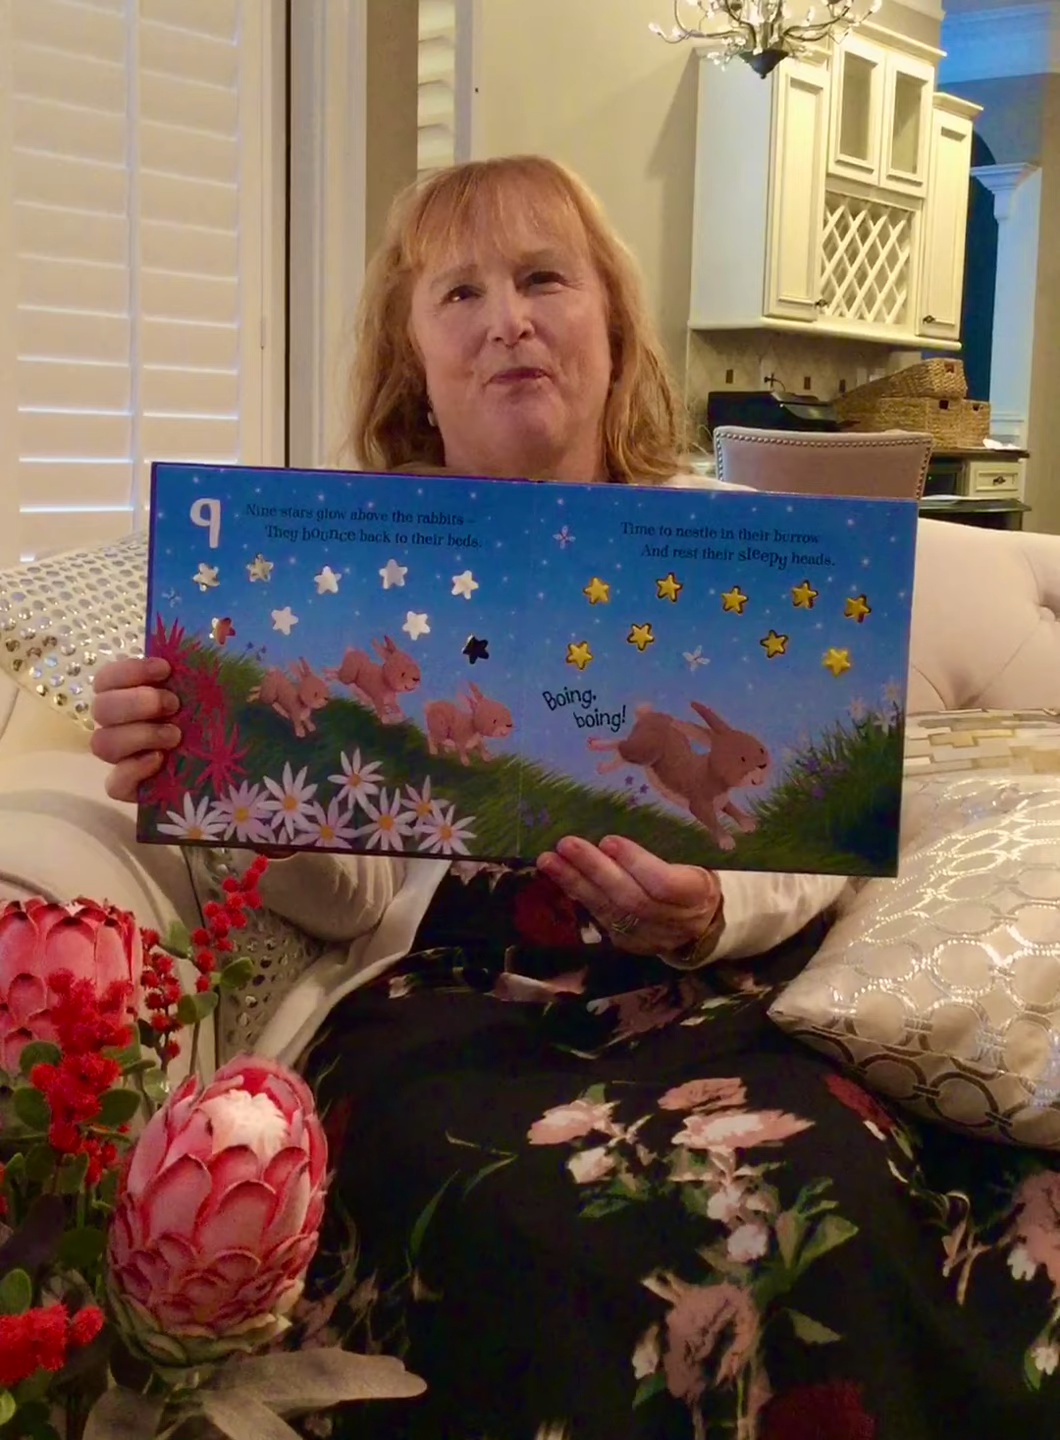 9
Nine stars glow above the rabbits –
They bounce back to their beds.
Time to nestle in their burrow
And rest their sleepy heads.
Boing,
boing!